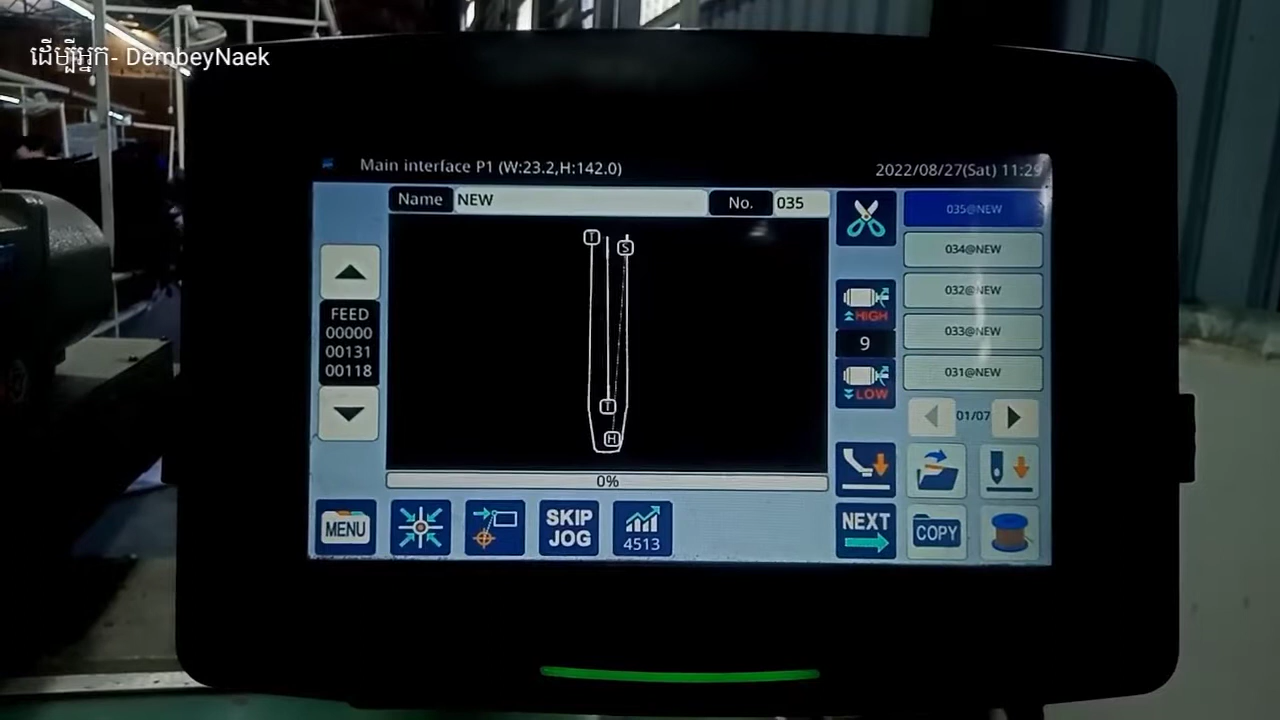 ដើម្បីអ្នក- DembeyNaek
Main interface P1 (W:23.2,H:142.0)
2022/08/27(Sat) 11:29
Name NEW
No. 035
T
S
T
H
FEED
00000
00131
00118
0%
HIGH
9
LOW
035@NEW
034@NEW
032@NEW
033@NEW
031@NEW
01/07
MENU
SKIP
JOG
4513
NEXT
COPY